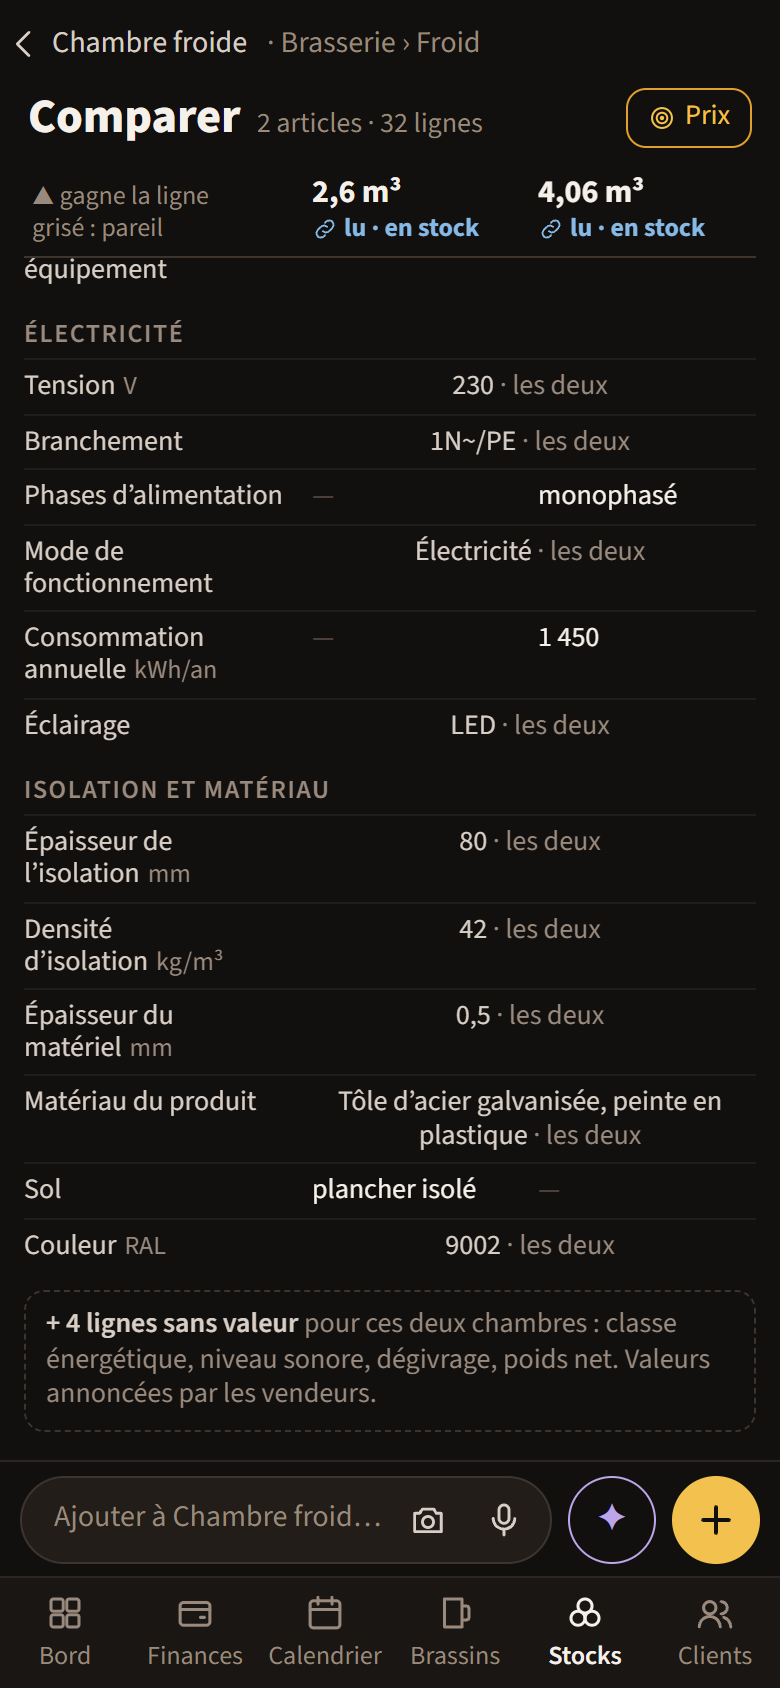 Chambre froide · Brasserie › Froid
Comparer 2 articles · 32 lignes Prix
▲ gagne la ligne
grisé : pareil
2,6 m³
lu · en stock
4,06 m³
lu · en stock
équipement
ÉLECTRICITÉ
Tension V 230 · les deux
Branchement 1N~/PE · les deux
Phases d’alimentation — monophasé
Mode de
fonctionnement
Électricité · les deux
Consommation
annuelle kWh/an
— 1 450
Éclairage LED · les deux
ISOLATION ET MATÉRIAU
Épaisseur de
l’isolation mm
80 · les deux
Densité
d’isolation kg/m³
42 · les deux
Épaisseur du
matériel mm
0,5 · les deux
Matériau du produit
Tôle d’acier galvanisée, peinte en
plastique · les deux
Sol plancher isolé —
Couleur RAL 9002 · les deux
+ 4 lignes sans valeur pour ces deux chambres : classe
énergétique, niveau sonore, dégivrage, poids net. Valeurs
annoncées par les vendeurs.
Ajouter à Chambre froid…
Bord Finances Calendrier Brassins Stocks Clients